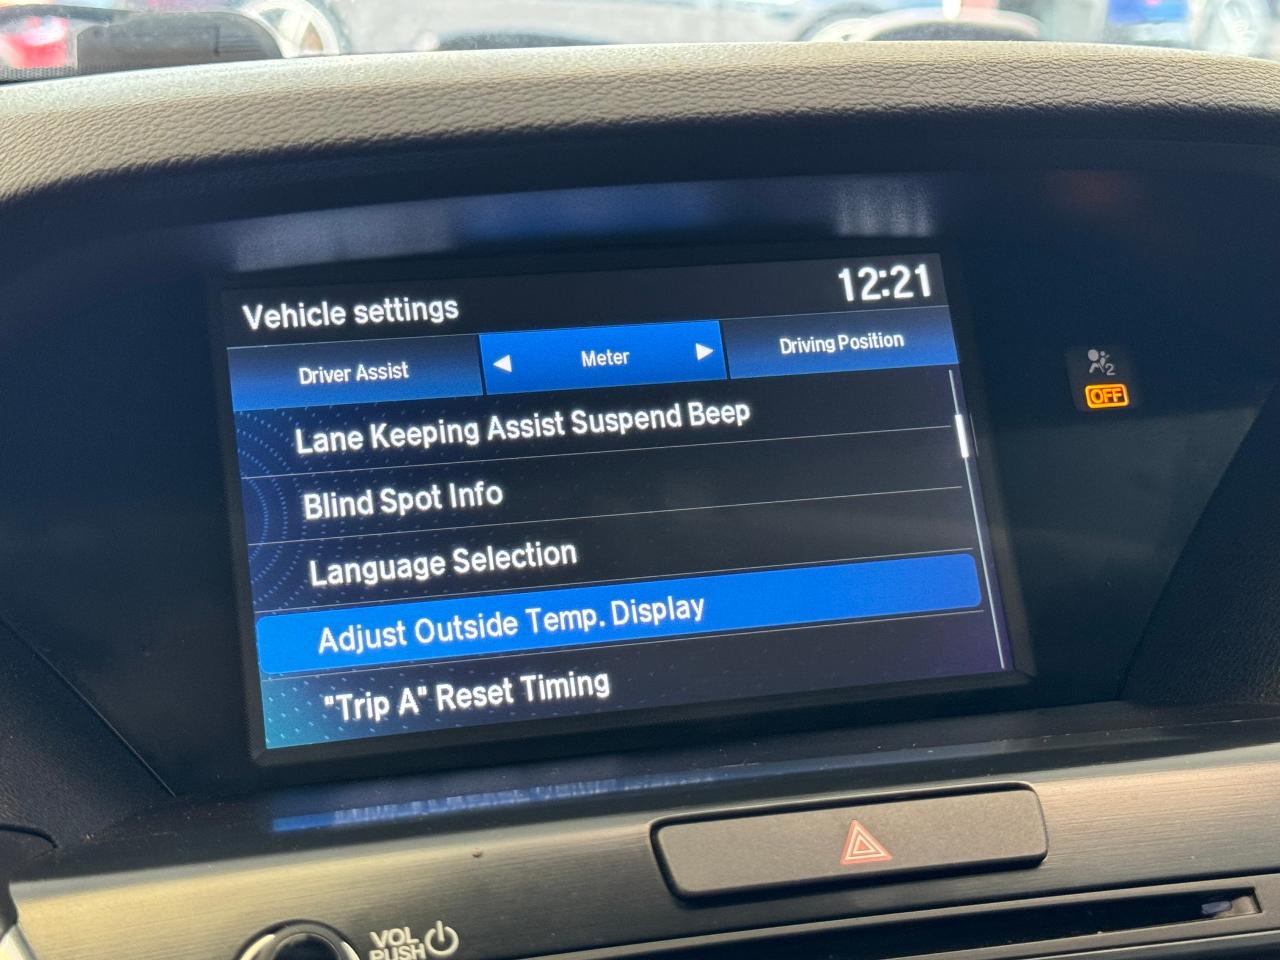 Vehicle settings
12:21
Driver Assist
Meter
Driving Position
Lane Keeping Assist Suspend Beep
Blind Spot Info
Language Selection
Adjust Outside Temp. Display
"Trip A" Reset Timing
2
OFF
VOL
PUSH